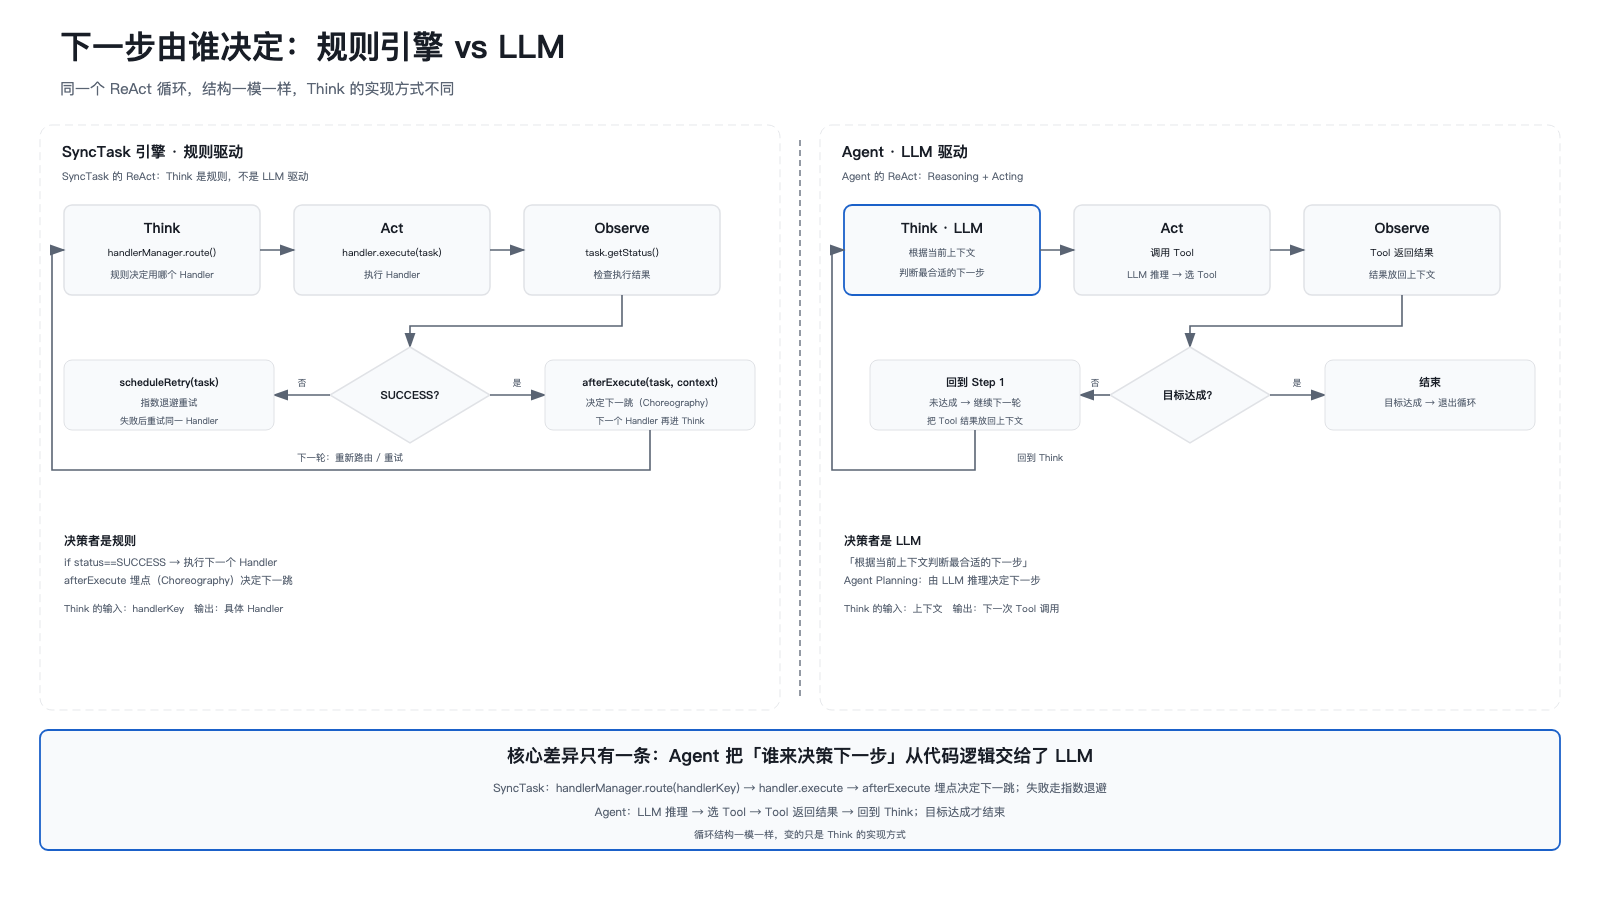 下一步由谁决定：规则引擎 vs LLM
同一个 ReAct 循环，结构一模一样，Think 的实现方式不同
SyncTask 引擎 · 规则驱动
SyncTask 的 ReAct：Think 是规则，不是 LLM 驱动
Think
handlerManager.route()
规则决定用哪个 Handler
Act
handler.execute(task)
执行 Handler
Observe
task.getStatus()
检查执行结果
scheduleRetry(task)
指数退避重试
失败后重试同一 Handler
否
SUCCESS?
是
afterExecute(task, context)
决定下一跳（Choreography）
下一个 Handler 再进 Think
下一轮：重新路由 / 重试
决策者是规则
if status==SUCCESS → 执行下一个 Handler
afterExecute 埋点（Choreography）决定下一跳
Think 的输入：handlerKey 输出：具体 Handler
Agent · LLM 驱动
Agent 的 ReAct：Reasoning + Acting
Think · LLM
根据当前上下文
判断最合适的下一步
Act
调用 Tool
LLM 推理 → 选 Tool
Observe
Tool 返回结果
结果放回上下文
回到 Step 1
未达成 → 继续下一轮
把 Tool 结果放回上下文
否
目标达成?
是
结束
目标达成 → 退出循环
回到 Think
决策者是 LLM
「根据当前上下文判断最合适的下一步」
Agent Planning：由 LLM 推理决定下一步
Think 的输入：上下文 输出：下一次 Tool 调用
核心差异只有一条：Agent 把「谁来决策下一步」从代码逻辑交给了 LLM
SyncTask：handlerManager.route(handlerKey) → handler.execute → afterExecute 埋点决定下一跳；失败走指数退避
Agent：LLM 推理 → 选 Tool → Tool 返回结果 → 回到 Think；目标达成才结束
循环结构一模一样，变的只是 Think 的实现方式